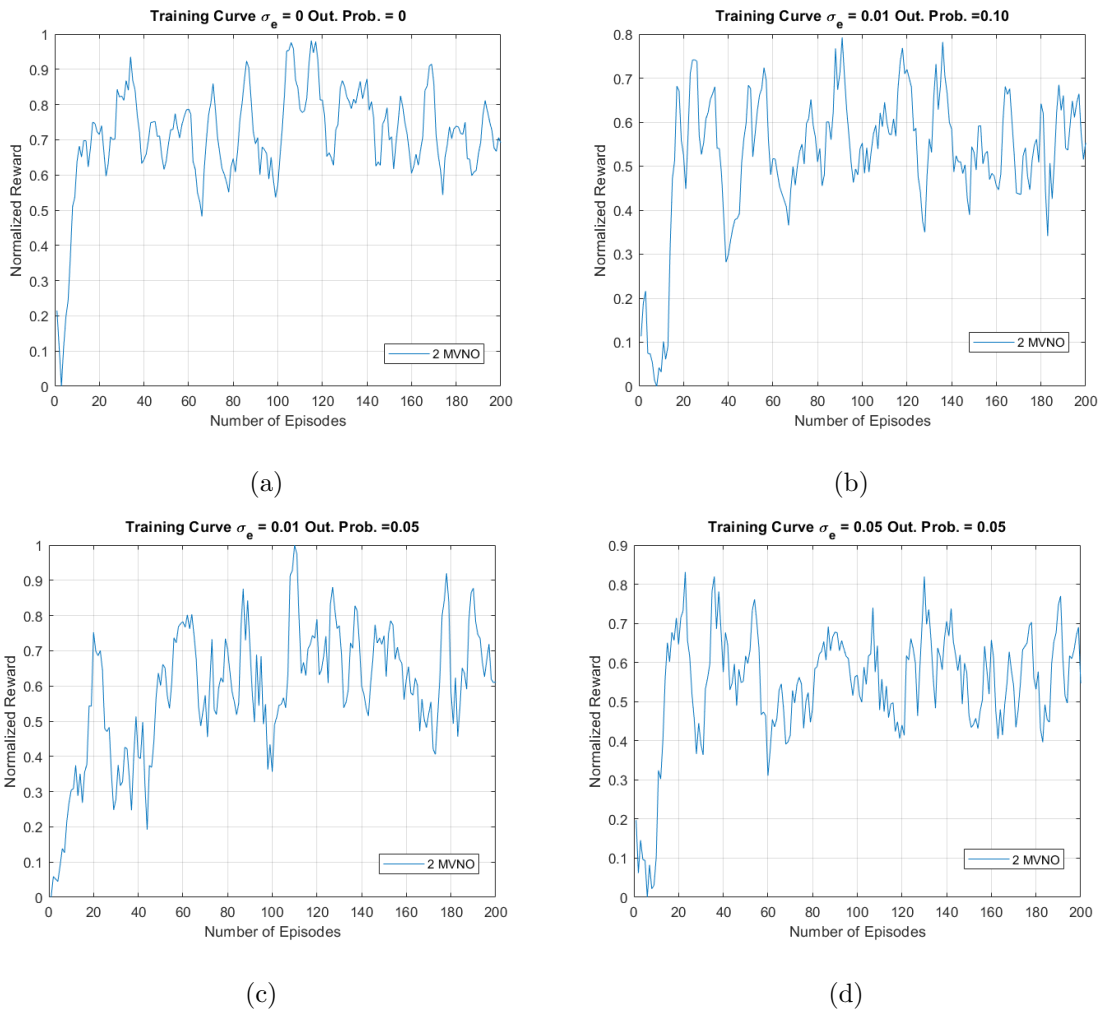 Training Curve σe = 0 Out. Prob. = 0
Normalized Reward
1
0.9
0.8
0.7
0.6
0.5
0.4
0.3
0.2
0.1
0
2 MVNO
0 20 40 60 80 100 120 140 160 180 200
Number of Episodes
(a)
Training Curve σe = 0.01 Out. Prob. =0.10
Normalized Reward
0.8
0.7
0.6
0.5
0.4
0.3
0.2
0.1
0
2 MVNO
0 20 40 60 80 100 120 140 160 180 200
Number of Episodes
(b)
Training Curve σe = 0.01 Out. Prob. =0.05
Normalized Reward
1
0.9
0.8
0.7
0.6
0.5
0.4
0.3
0.2
0.1
0
2 MVNO
0 20 40 60 80 100 120 140 160 180 200
Number of Episodes
(c)
Training Curve σe = 0.05 Out. Prob. = 0.05
Normalized Reward
0.9
0.8
0.7
0.6
0.5
0.4
0.3
0.2
0.1
0
2 MVNO
0 20 40 60 80 100 120 140 160 180 200
Number of Episodes
(d)